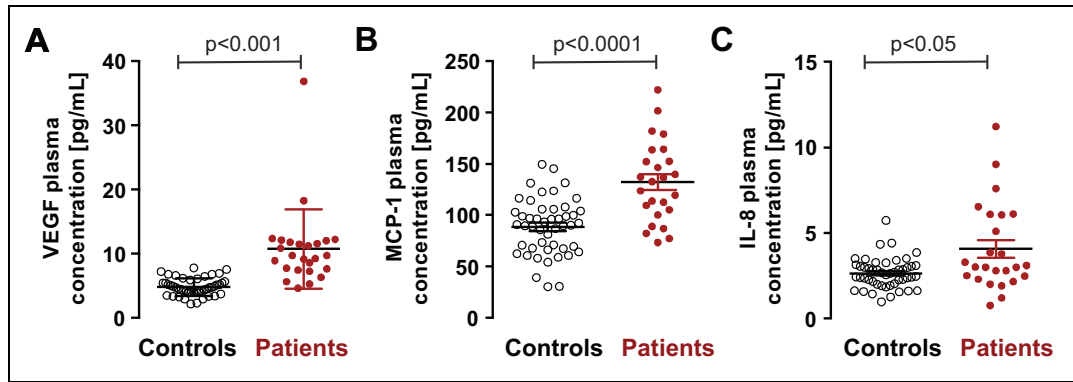 A
p<0.001
VEGF plasma
concentration [pg/mL]
40
30
20
10
0
Controls Patients
B
p<0.0001
MCP-1 plasma
concentration [pg/mL]
250
200
150
100
50
0
Controls Patients
C
p<0.05
IL-8 plasma
concentration [pg/mL]
15
10
5
0
Controls Patients